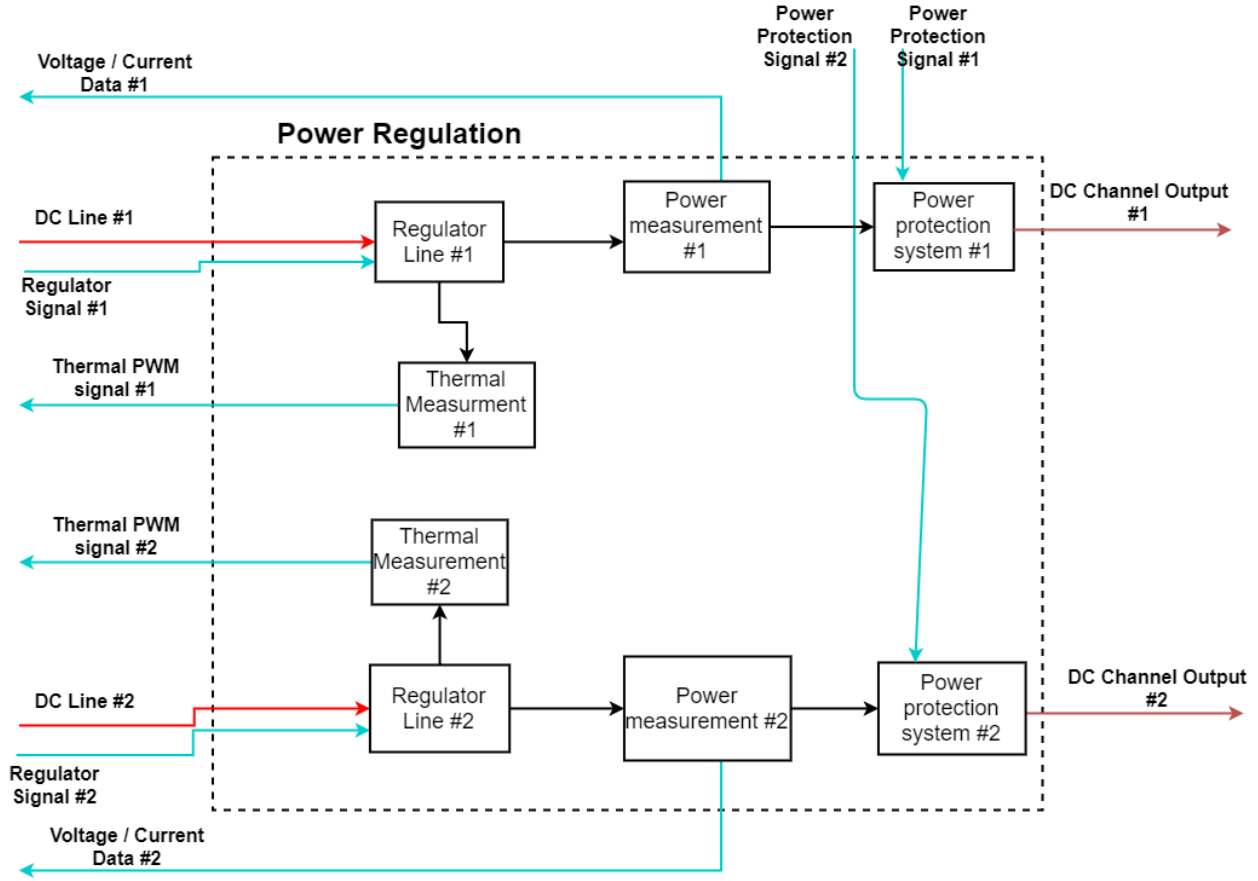 Power
Protection
Signal #2
Power
Protection
Signal #1
Voltage / Current
Data #1
Power Regulation
DC Line #1
Regulator
Signal #1
Regulator
Line #1
Power
measurement
#1
Power
protection
system #1
DC Channel Output
#1
Thermal PWM
signal #1
Thermal
Measurment
#1
Thermal PWM
signal #2
Thermal
Measurement
#2
DC Line #2
Regulator
Signal #2
Regulator
Line #2
Power
measurement #2
Power
protection
system #2
DC Channel Output
#2
Voltage / Current
Data #2